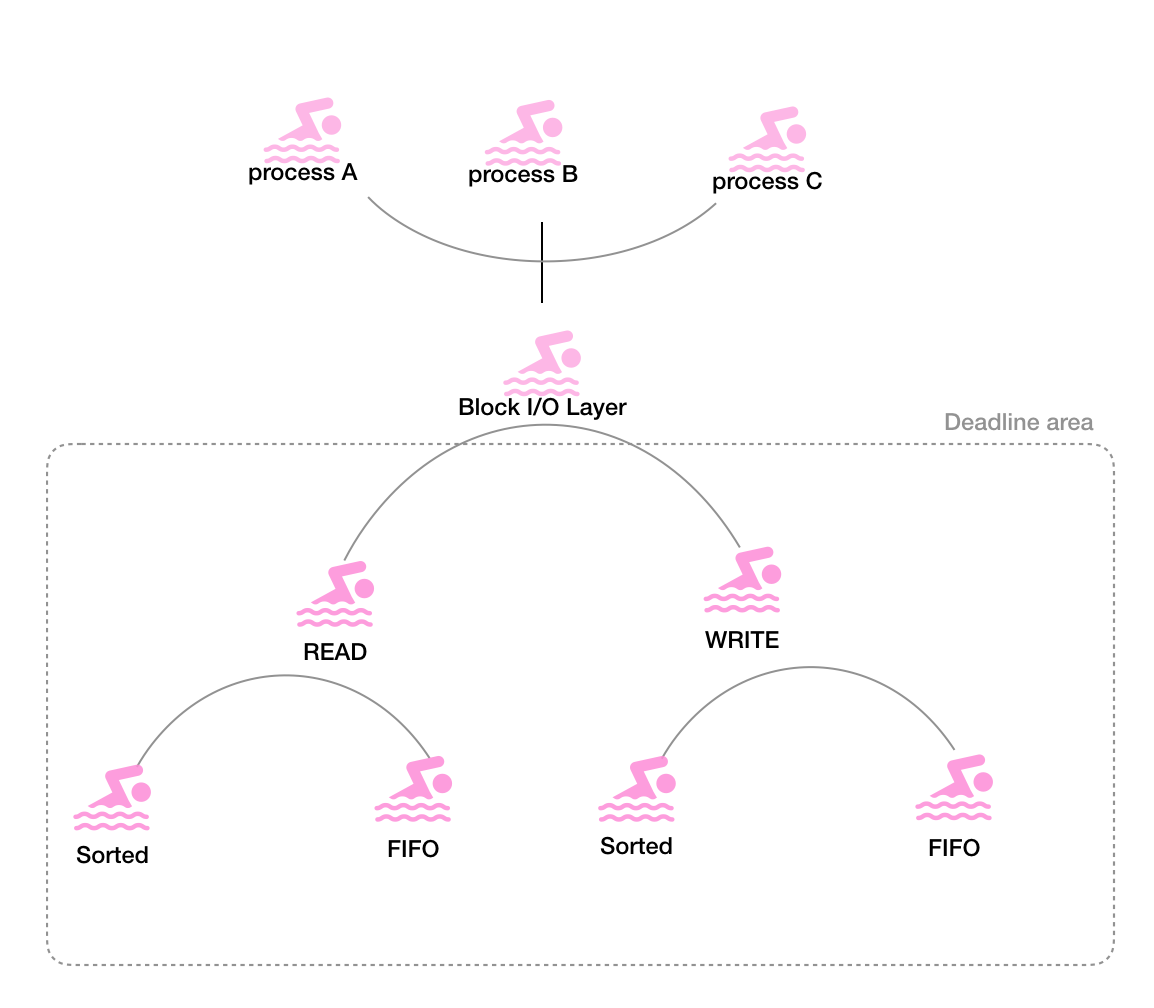 process A
process B
process C
Block I/O Layer
Deadline area
READ
WRITE
Sorted
FIFO
Sorted
FIFO